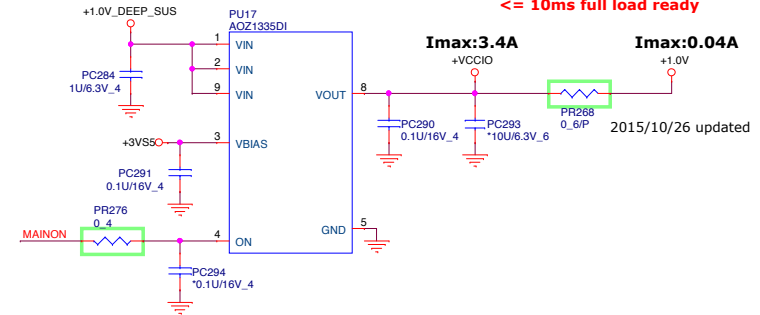 <= 10ms full load ready
+1.0V_DEEP_SUS
PU17
AOZ1335DI
Imax:3.4A
Imax:0.04A
+VCCIO
+1.0V
1
VIN
2
VIN
PC284
1U/6.3V_4
9
VIN
VOUT
8
PR268
0_6/P
2015/10/26 updated
PC290
0.1U/16V_4
PC293
*10U/6.3V_6
+3VS5
3
VBIAS
PC291
0.1U/16V_4
PR276
0_4
MAINON
4
ON
GND
5
PC294
*0.1U/16V_4